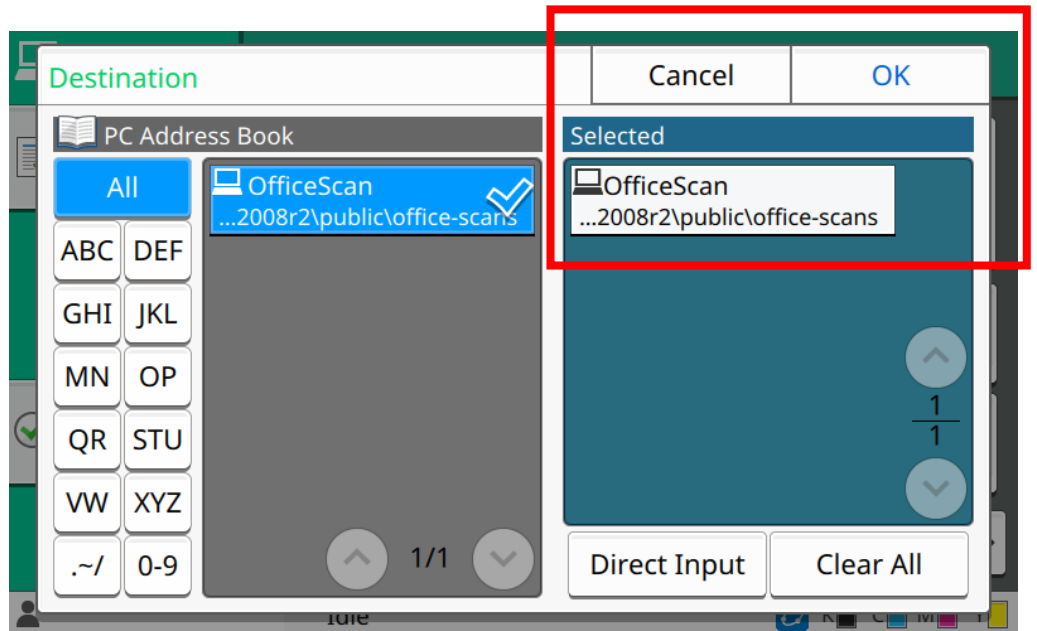 Destination
Cancel
OK
PC Address Book
Selected
All
ABC
DEF
GHI
JKL
MN
OP
QR
STU
VW
XYZ
.~/
0-9
OfficeScan
...2008r2\public\office-scans
1/1
OfficeScan
...2008r2\public\office-scans
1
1
Direct Input
Clear All
Idle
K
C
M
Y